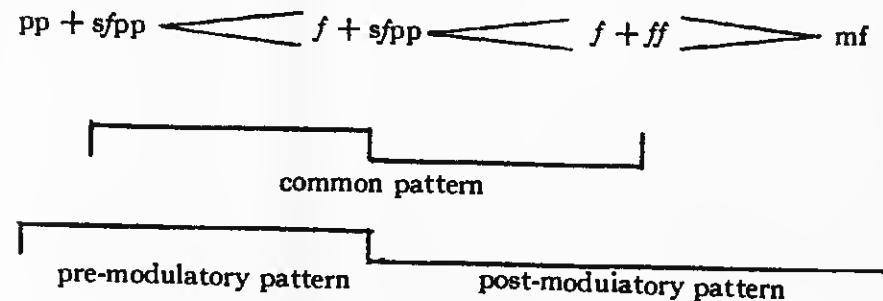 pp + sfpp f + sfpp f + ff mf
common pattern
pre-modulatory pattern post-moduiatory pattern